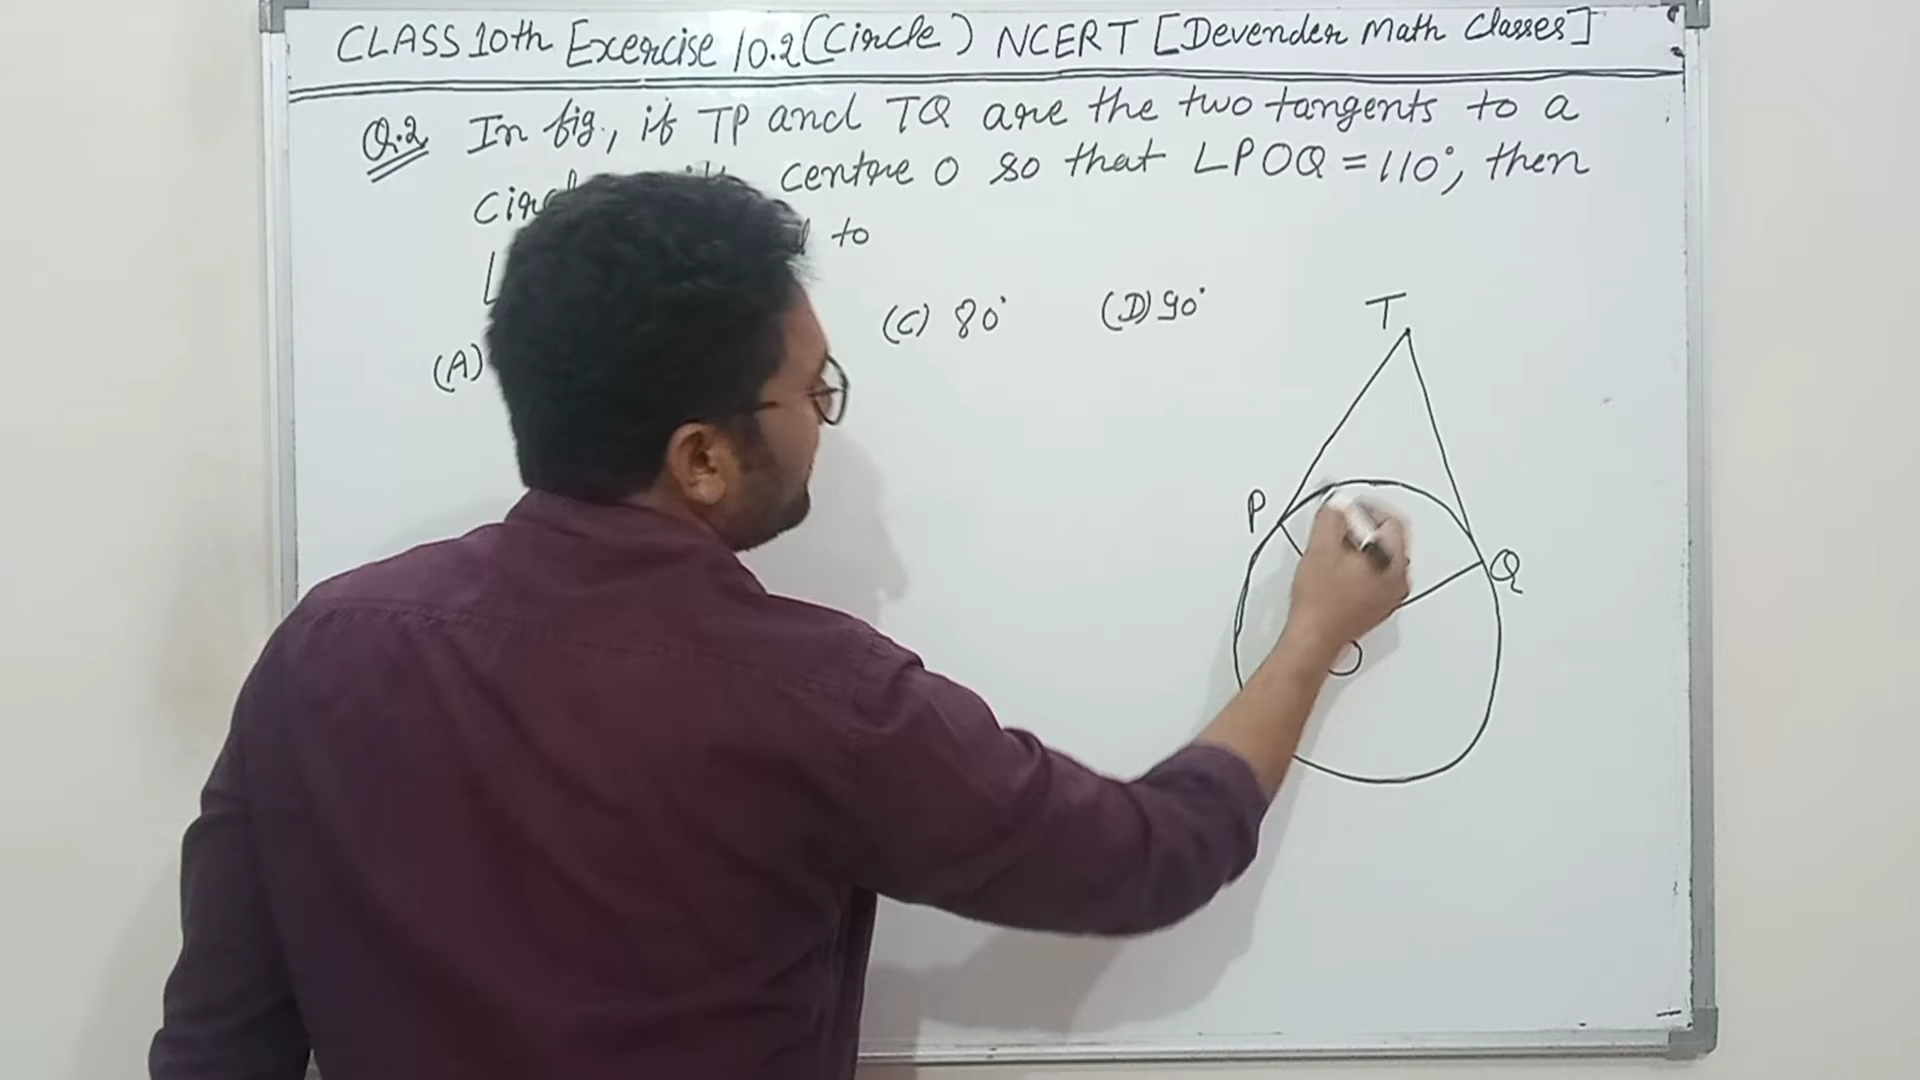 CLASS 10th Exercise 10.2 (Circle) NCERT [Devender Math Classes]
Q.2 In fig., if TP and TQ are the two tangents to a
centre O so that ∠POQ = 110°, then
to
(A) (C) 80° (D) 90°
T
P
Q
O